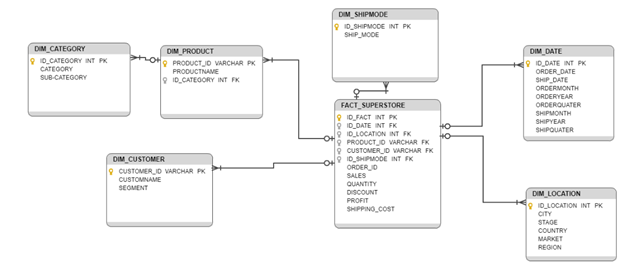 DIM_SHIPMODE
ID_SHIPMODE INT PK
SHIP_MODE
DIM_CATEGORY
ID_CATEGORY INT PK
CATEGORY
SUB-CATEGORY
DIM_PRODUCT
PRODUCT_ID VARCHAR PK
PRODUCTNAME
ID_CATEGORY INT FK
DIM_DATE
ID_DATE INT PK
ORDER_DATE
SHIP_DATE
ORDERMONTH
ORDERYEAR
ORDERQUATER
SHIPMONTH
SHIPYEAR
SHIPQUATER
FACT_SUPERSTORE
ID_FACT INT PK
ID_DATE INT FK
ID_LOCATION INT FK
PRODUCT_ID VARCHAR FK
CUSTOMER_ID VARCHAR FK
ID_SHIPMODE INT FK
ORDER_ID
SALES
QUANTITY
DISCOUNT
PROFIT
SHIPPING_COST
DIM_CUSTOMER
CUSTOMER_ID VARCHAR PK
CUSTOMNAME
SEGMENT
DIM_LOCATION
ID_LOCATION INT PK
CITY
STAGE
COUNTRY
MARKET
REGION